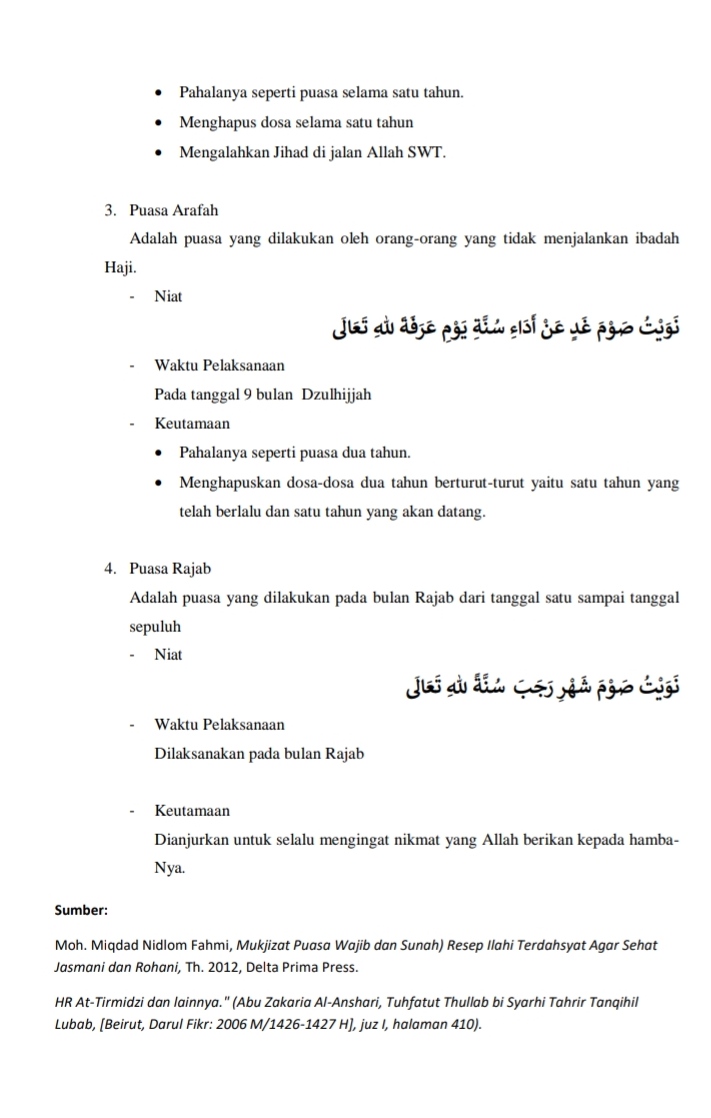 • Pahalanya seperti puasa selama satu tahun.
• Menghapus dosa selama satu tahun
• Mengalahkan Jihad di jalan Allah SWT.
3. Puasa Arafah
Adalah puasa yang dilakukan oleh orang-orang yang tidak menjalankan ibadah
Haji.
- Niat
نَوَيْتُ صَوْمَ غَدٍ عَنْ أَدَاءِ سُنَّةِ يَوْمِ عَرَفَةَ لِلهِ تَعَالَى
- Waktu Pelaksanaan
Pada tanggal 9 bulan Dzulhijjah
- Keutamaan
• Pahalanya seperti puasa dua tahun.
• Menghapuskan dosa-dosa dua tahun berturut-turut yaitu satu tahun yang
telah berlalu dan satu tahun yang akan datang.
4. Puasa Rajab
Adalah puasa yang dilakukan pada bulan Rajab dari tanggal satu sampai tanggal
sepuluh
- Niat
نَوَيْتُ صَوْمَ شَهْرِ رَجَبَ سُنَّةً لِلهِ تَعَالَى
- Waktu Pelaksanaan
Dilaksanakan pada bulan Rajab
- Keutamaan
Dianjurkan untuk selalu mengingat nikmat yang Allah berikan kepada hamba-
Nya.
Sumber:
Moh. Miqdad Nidlom Fahmi, Mukjizat Puasa Wajib dan Sunah) Resep Ilahi Terdahsyat Agar Sehat
Jasmani dan Rohani, Th. 2012, Delta Prima Press.
HR At-Tirmidzi dan lainnya." (Abu Zakaria Al-Anshari, Tuhfatut Thullab bi Syarhi Tahrir Tanqihil
Lubab, [Beirut, Darul Fikr: 2006 M/1426-1427 H], juz I, halaman 410).